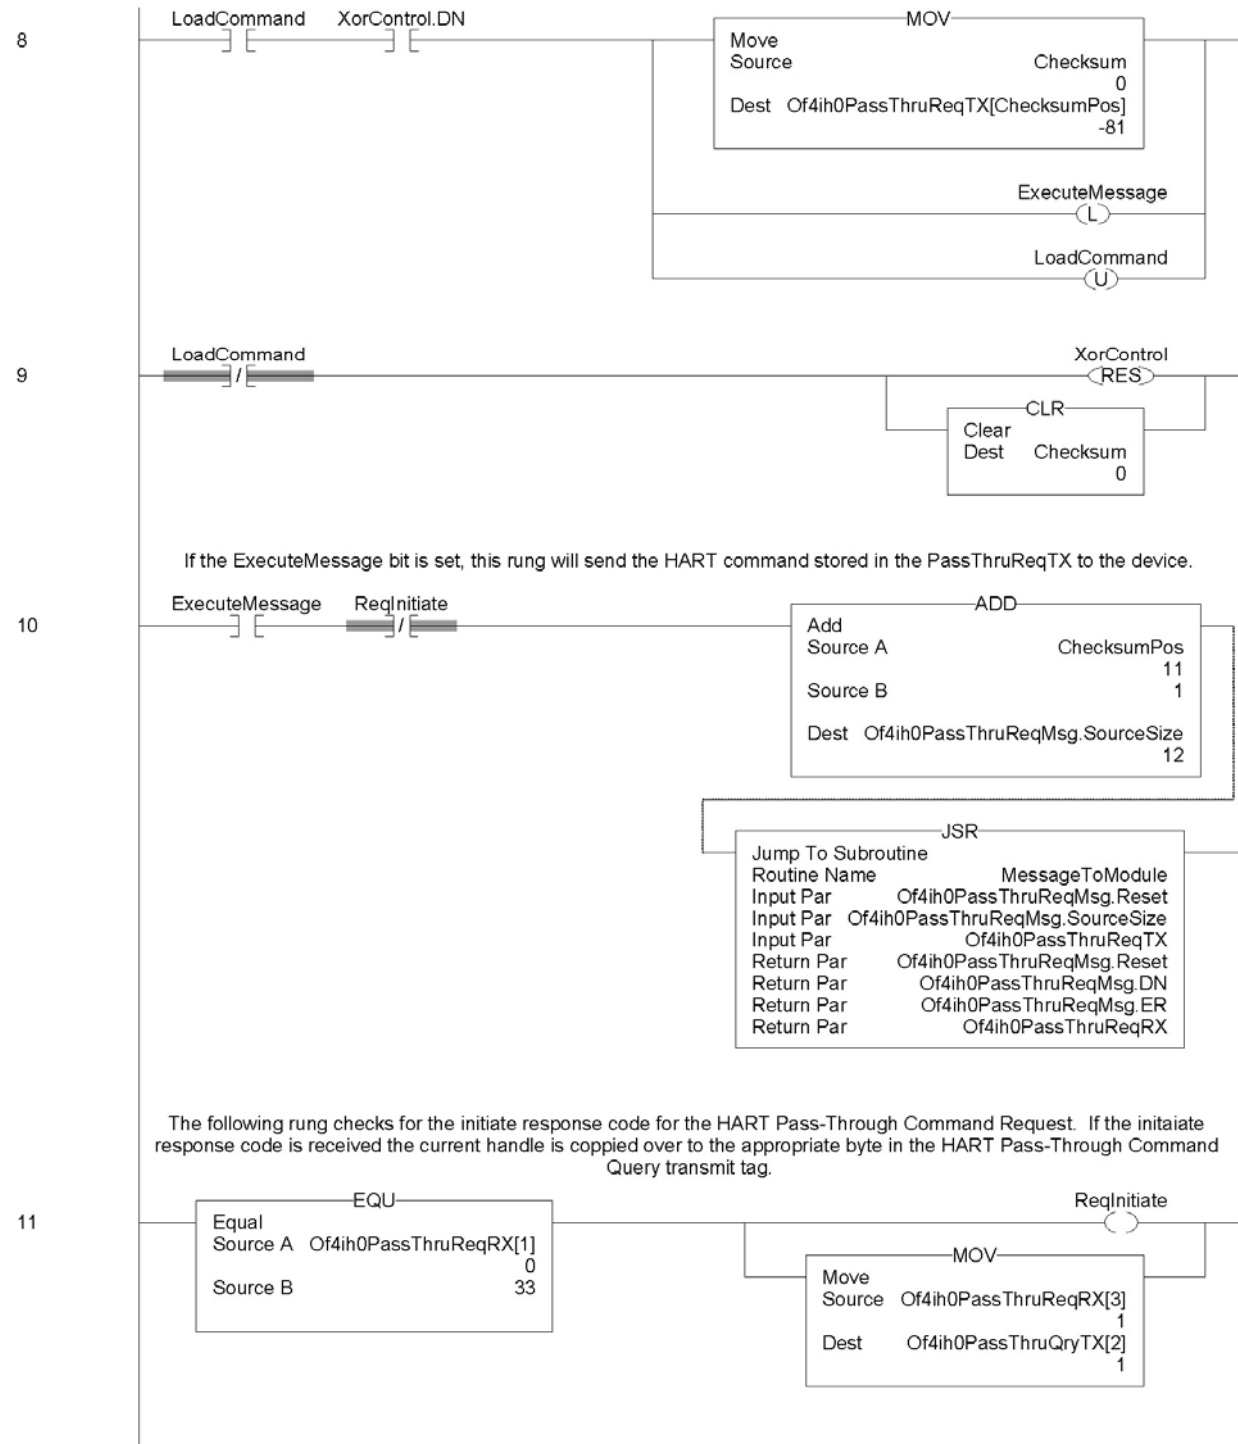 LoadCommand XorControl.DN
MOV
8
Move
Source Checksum
0
Dest Of4ih0PassThruReqTX[ChecksumPos]
-81
ExecuteMessage
L
LoadCommand
U
LoadCommand XorControl
9
/ RES
CLR
Clear
Dest Checksum
0
If the ExecuteMessage bit is set, this rung will send the HART command stored in the PassThruReqTX to the device.
ExecuteMessage ReqInitiate
ADD
10
/
Add
Source A ChecksumPos
11
Source B 1
Dest Of4ih0PassThruReqMsg.SourceSize
12
JSR
Jump To Subroutine
Routine Name MessageToModule
Input Par Of4ih0PassThruReqMsg.Reset
Input Par Of4ih0PassThruReqMsg.SourceSize
Input Par Of4ih0PassThruReqTX
Return Par Of4ih0PassThruReqMsg.Reset
Return Par Of4ih0PassThruReqMsg.DN
Return Par Of4ih0PassThruReqMsg.ER
Return Par Of4ih0PassThruReqRX
The following rung checks for the initiate response code for the HART Pass-Through Command Request. If the initaiate
response code is received the current handle is coppied over to the appropriate byte in the HART Pass-Through Command
Query transmit tag.
EQU
ReqInitiate
11
Equal
Source A Of4ih0PassThruReqRX[1]
0
Source B 33
MOV
Move
Source Of4ih0PassThruReqRX[3]
1
Dest Of4ih0PassThruQryTX[2]
1